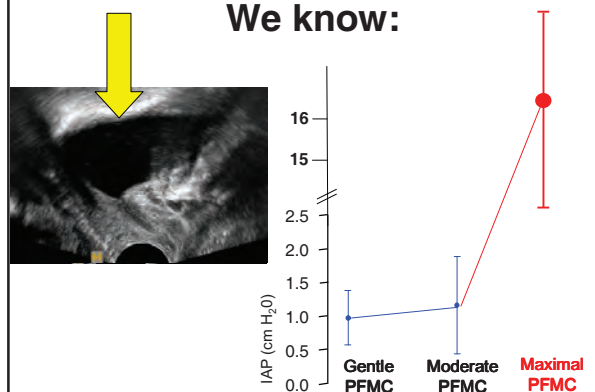 We know:
16
15
2.5
2.0
1.5
1.0
0.5
0.0
IAP (cm H₂0)
Gentle
PFMC
Moderate
PFMC
Maximal
PFMC